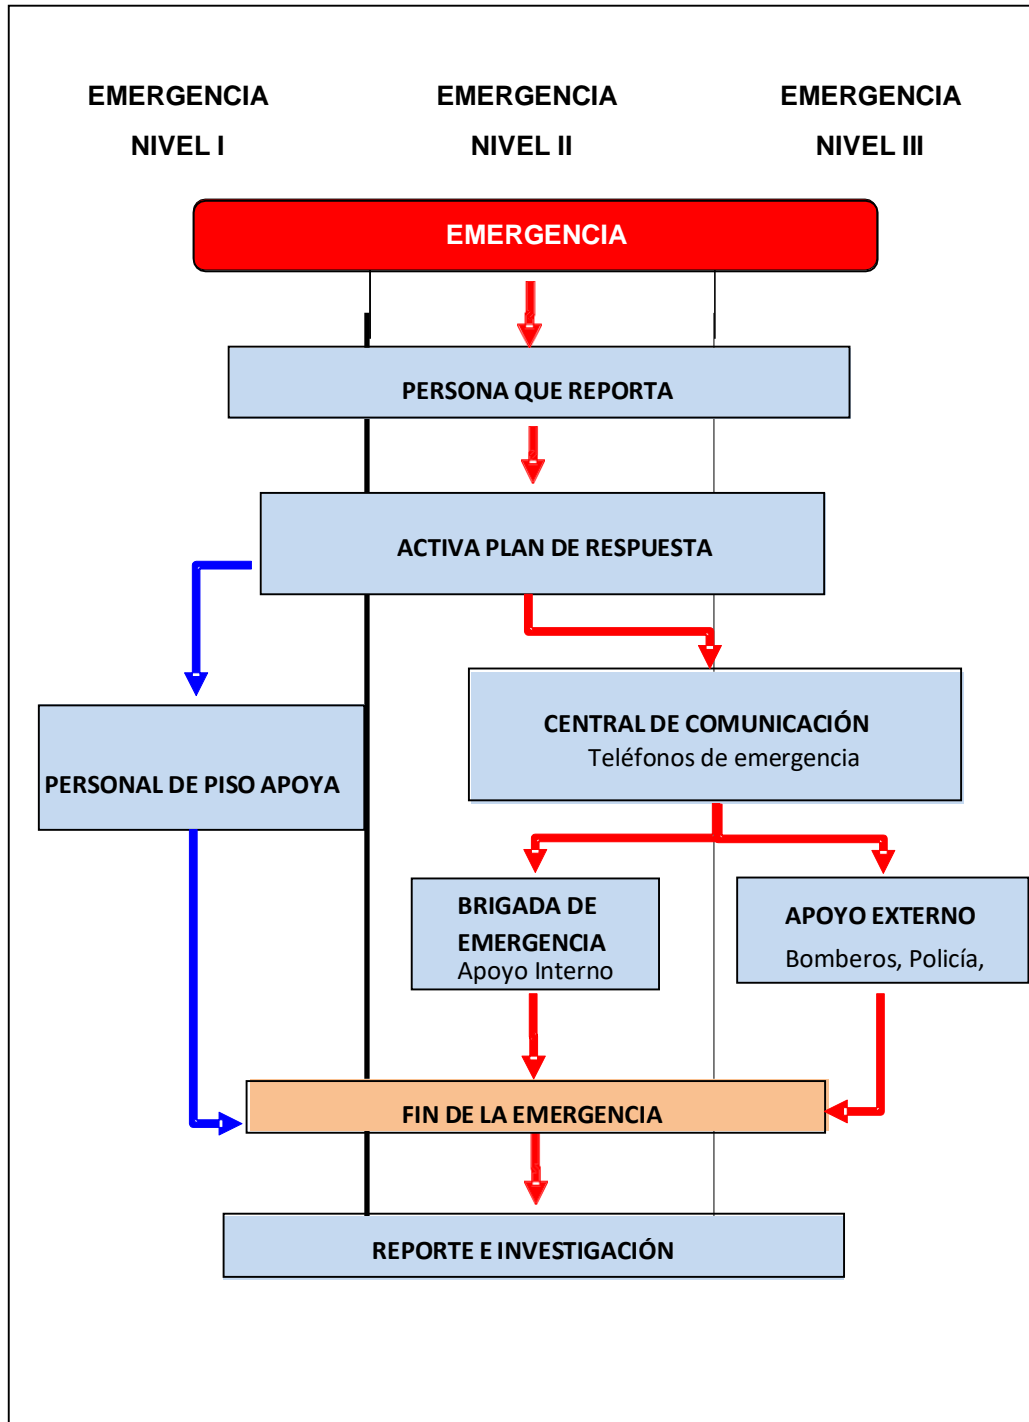 EMERGENCIA
NIVEL I
EMERGENCIA
NIVEL II
EMERGENCIA
NIVEL III
EMERGENCIA
PERSONA QUE REPORTA
ACTIVA PLAN DE RESPUESTA
PERSONAL DE PISO APOYA
CENTRAL DE COMUNICACIÓN
Teléfonos de emergencia
BRIGADA DE
EMERGENCIA
Apoyo Interno
APOYO EXTERNO
Bomberos, Policía,
FIN DE LA EMERGENCIA
REPORTE E INVESTIGACIÓN